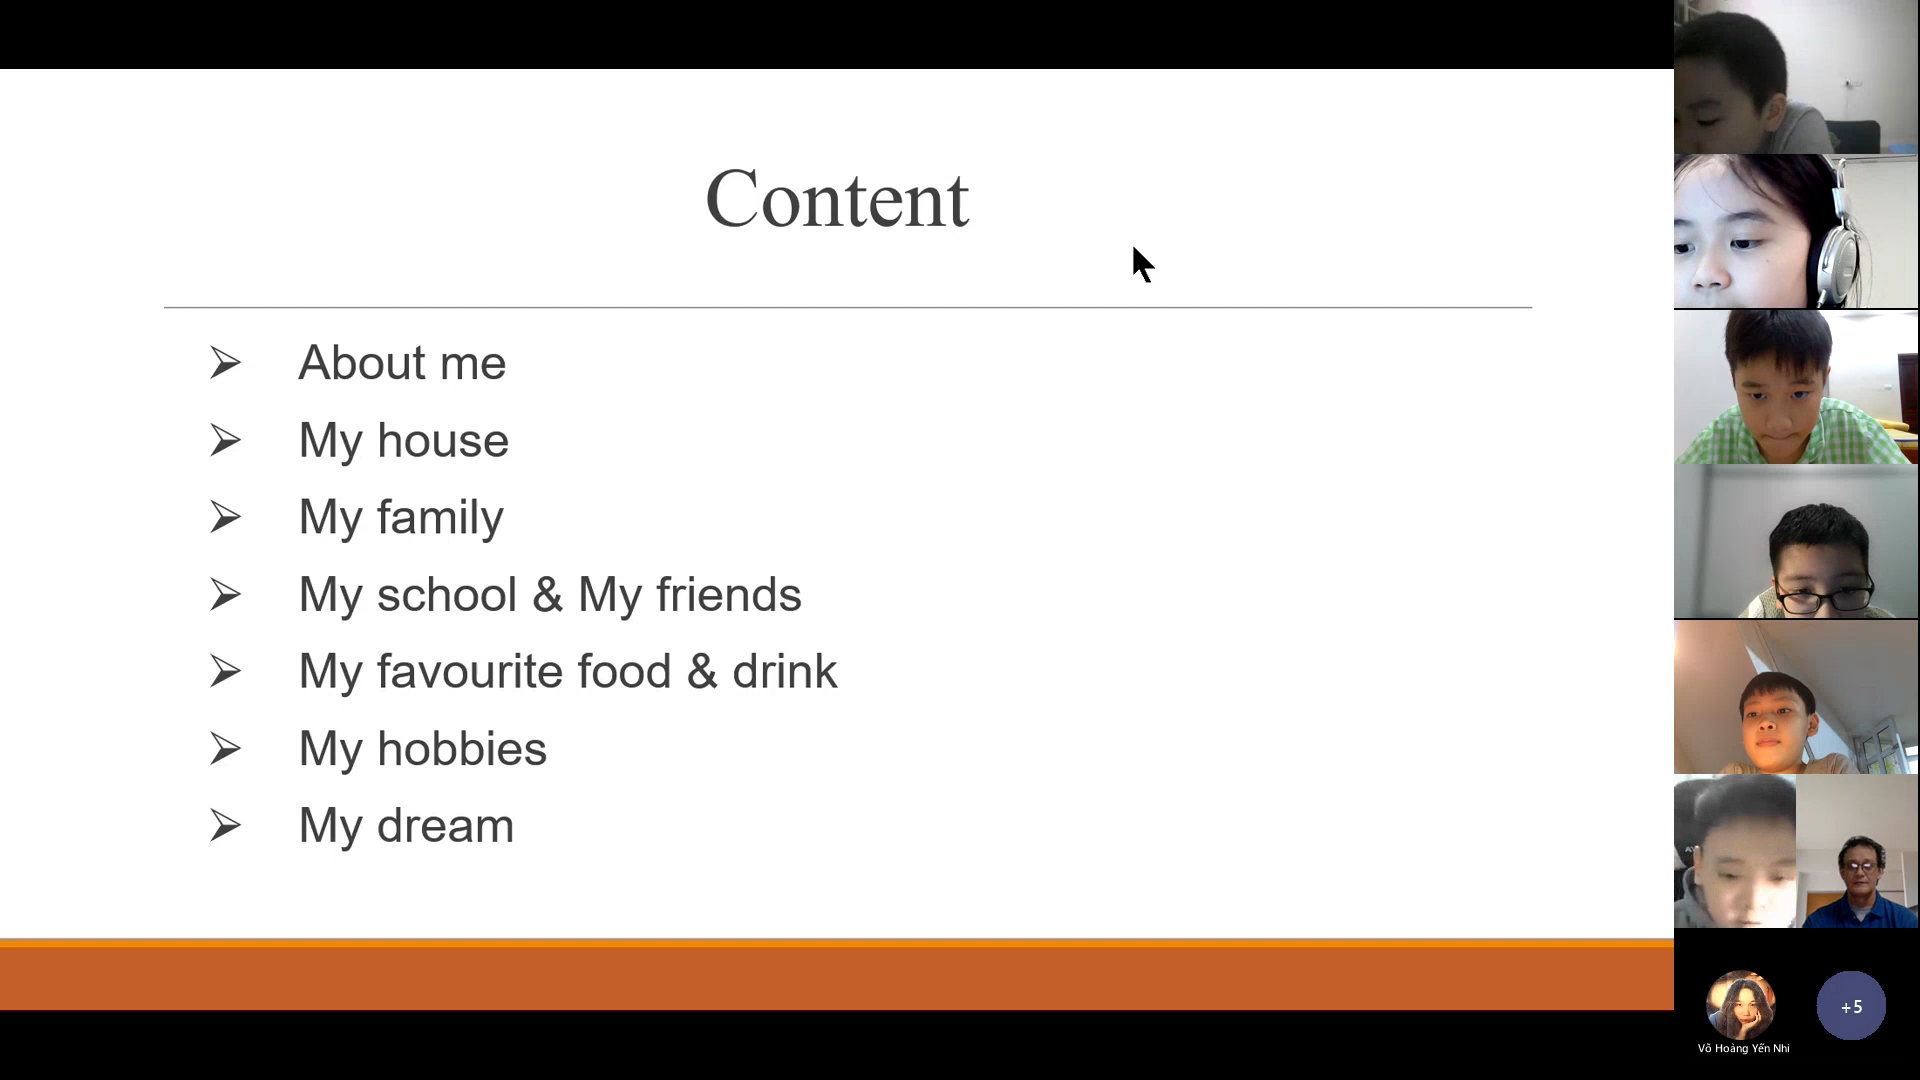 Content
➢ About me
➢ My house
➢ My family
➢ My school & My friends
➢ My favourite food & drink
➢ My hobbies
➢ My dream
+5
Võ Hoàng Yến Nhi